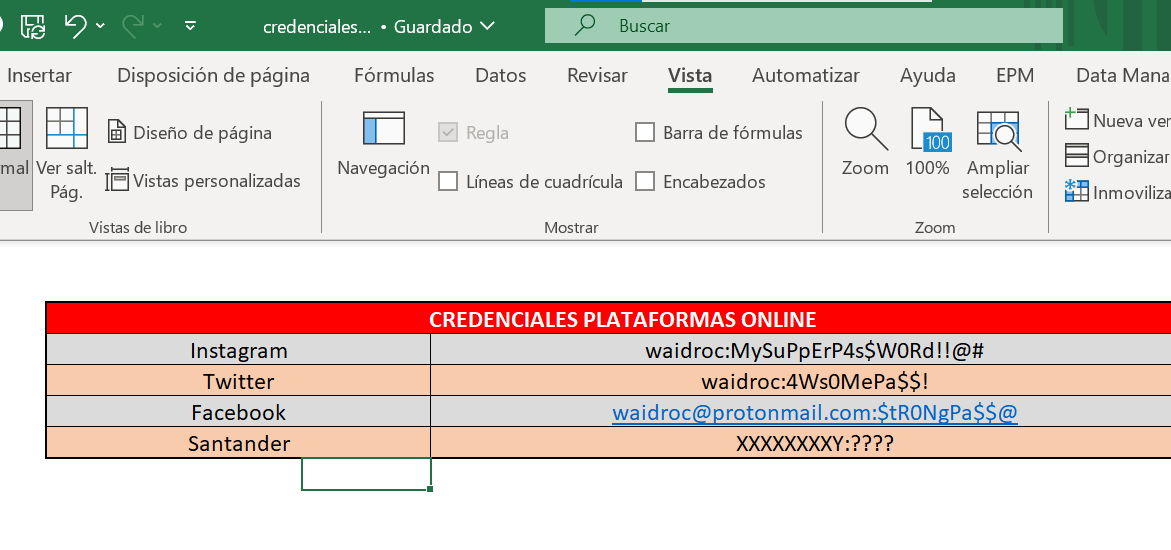 credenciales... • Guardado
Buscar
Insertar Disposición de página Fórmulas Datos Revisar Vista Automatizar Ayuda EPM Data Mana
mal
Ver salt. Pág.
Diseño de página
Vistas personalizadas
Vistas de libro
Navegación
Regla
Líneas de cuadrícula
Barra de fórmulas
Encabezados
Mostrar
Zoom
100
100%
Ampliar selección
Zoom
Nueva ver
Organizar
Inmoviliza
CREDENCIALES PLATAFORMAS ONLINE
Instagram waidroc:MySuPpErP4s$W0Rd!!@#
Twitter waidroc:4Ws0MePa$$!
Facebook waidroc@protonmail.com:$tR0NgPa$$@
Santander XXXXXXXXY:????